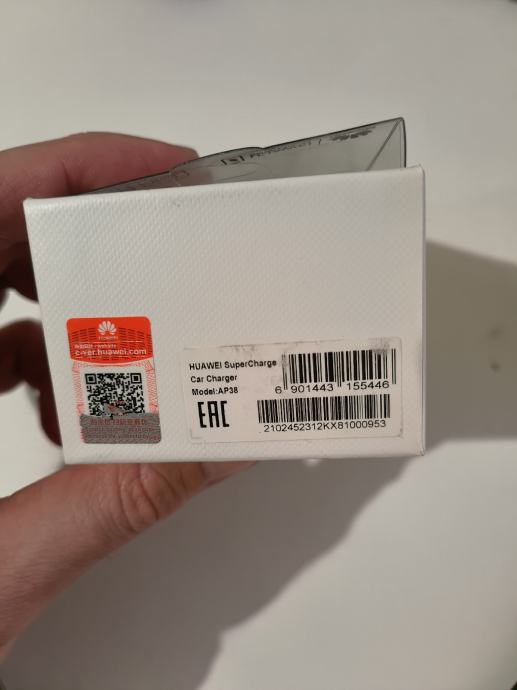 HUAWEI
c-ver.huawei.com
HUAWEI SuperCharge
Car Charger
Model:AP38
6 901443 155446
EAC
2102452312KX81000953